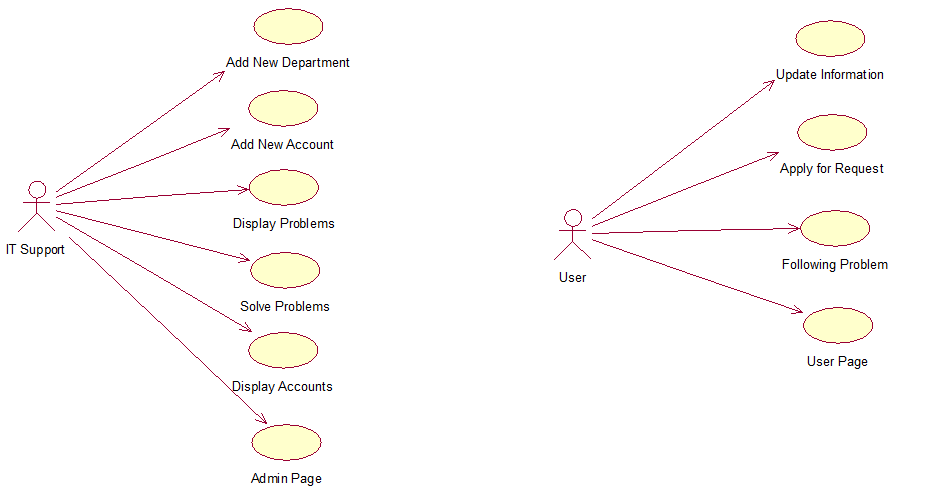 Add New Department
Add New Account
Display Problems
IT Support
Solve Problems
Display Accounts
Admin Page
Update Information
Apply for Request
Following Problem
User
User Page